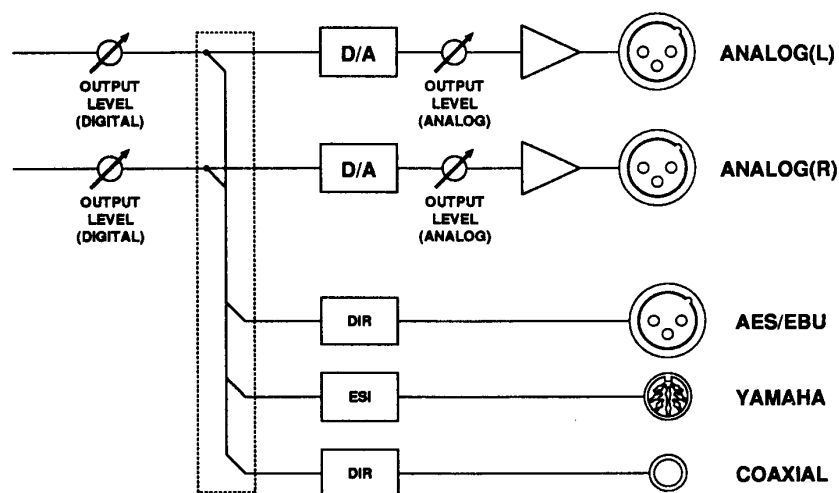 D/A
ANALOG(L)
OUTPUT
LEVEL
(DIGITAL)
OUTPUT
LEVEL
(ANALOG)
D/A
ANALOG(R)
OUTPUT
LEVEL
(DIGITAL)
OUTPUT
LEVEL
(ANALOG)
DIR
AES/EBU
ESI
YAMAHA
DIR
COAXIAL